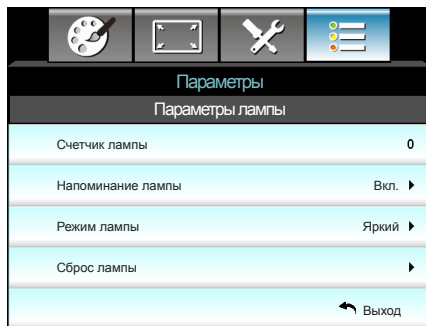 Параметры
Параметры лампы
Счетчик лампы 0
Напоминание лампы Вкл.
Режим лампы Яркий
Сброс лампы
Выход